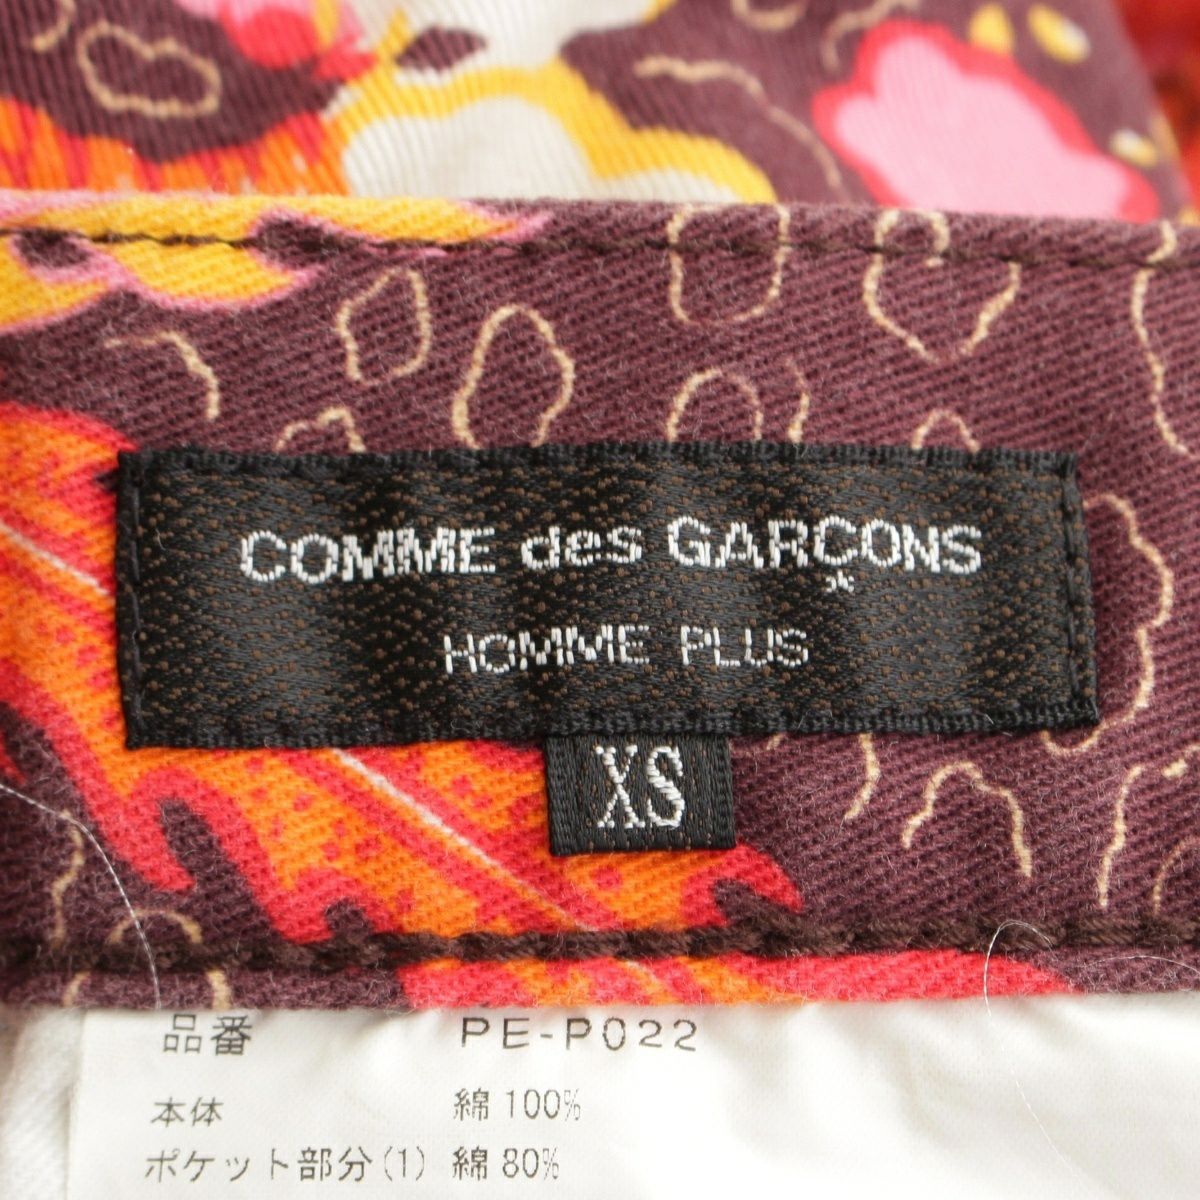 COMME des GARÇONS
HOMME PLUS
XS
品番 PE-P022
本体 綿 100%
ポケット部分(1) 綿 80%